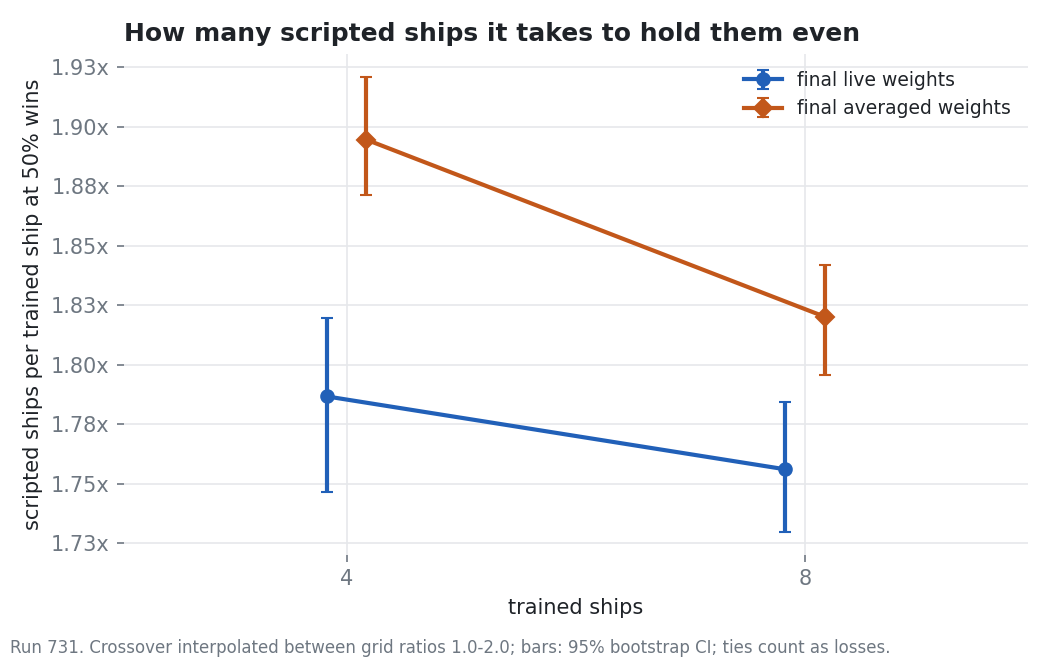 How many scripted ships it takes to hold them even
scripted ships per trained ship at 50% wins
1.93x
1.90x
1.88x
1.85x
1.83x
1.80x
1.78x
1.75x
1.73x
final live weights
final averaged weights
4
8
trained ships
Run 731. Crossover interpolated between grid ratios 1.0-2.0; bars: 95% bootstrap CI; ties count as losses.